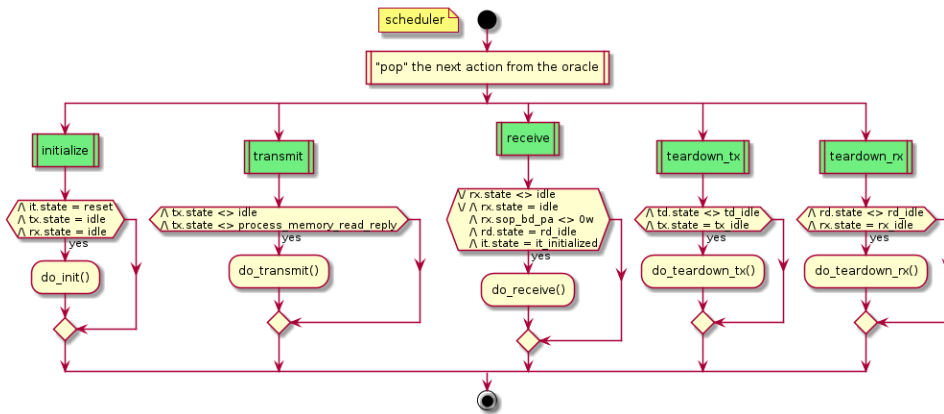 scheduler
"pop" the next action from the oracle
initialize
/\ it.state = reset
/\ tx.state = idle
/\ rx.state = idle
yes
do_init()
transmit
/\ tx.state <> idle
/\ tx.state <> process_memory_read_reply
yes
do_transmit()
receive
\/ rx.state <> idle
\/ /\ rx.state = idle
/\ rx.sop_bd_pa <> 0w
/\ rd.state = rd_idle
/\ it.state = it_initialized
yes
do_receive()
teardown_tx
/\ td.state <> td_idle
/\ tx.state = tx_idle
yes
do_teardown_tx()
teardown_rx
/\ rd.state <> rd_idle
/\ rx.state = rx_idle
yes
do_teardown_rx()